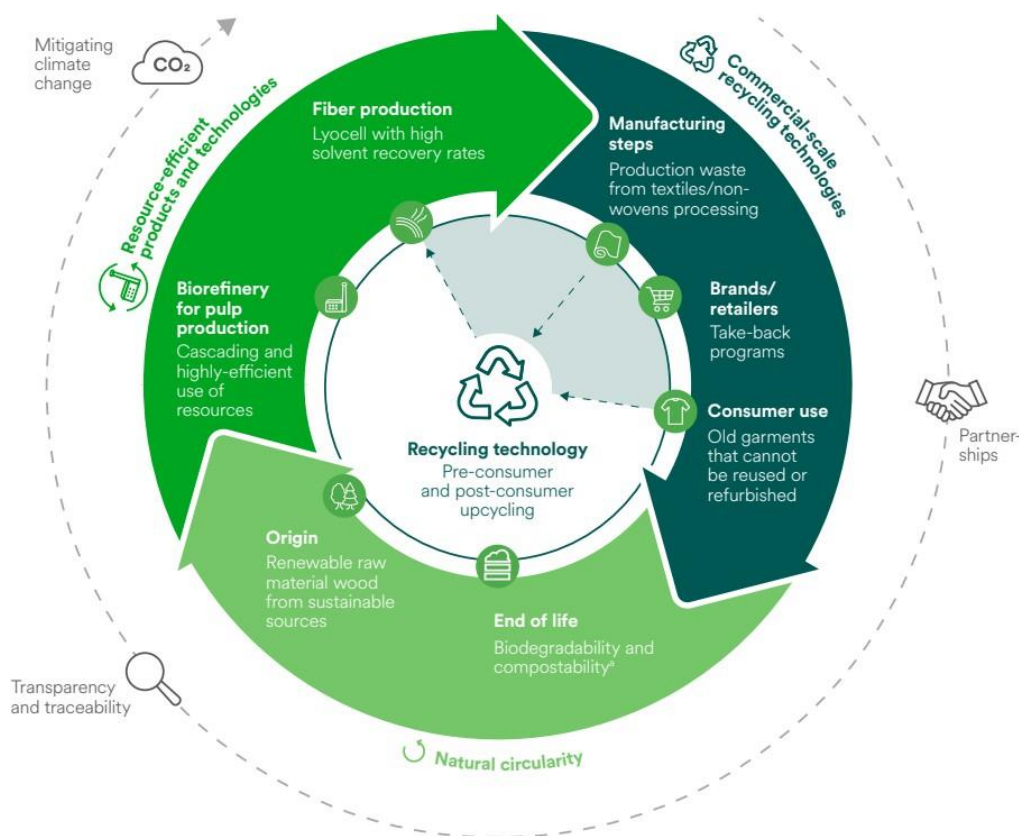 Mitigating
climate
change
CO₂
Resource-efficient
products and technologies
Commercial-scale
recycling technologies
Fiber production
Lyocell with high
solvent recovery rates
Manufacturing
steps
Production waste
from textiles/non-
wovens processing
Biorefinery
for pulp
production
Cascading and
highly-efficient
use of
resources
Brands/
retailers
Take-back
programs
Consumer use
Old garments
that cannot
be reused or
refurbished
Partner-
ships
Recycling technology
Pre-consumer
and post-consumer
upcycling
Origin
Renewable raw
material wood
from sustainable
sources
End of life
Biodegradability and
compostabilityᵃ
Transparency
and traceability
Natural circularity